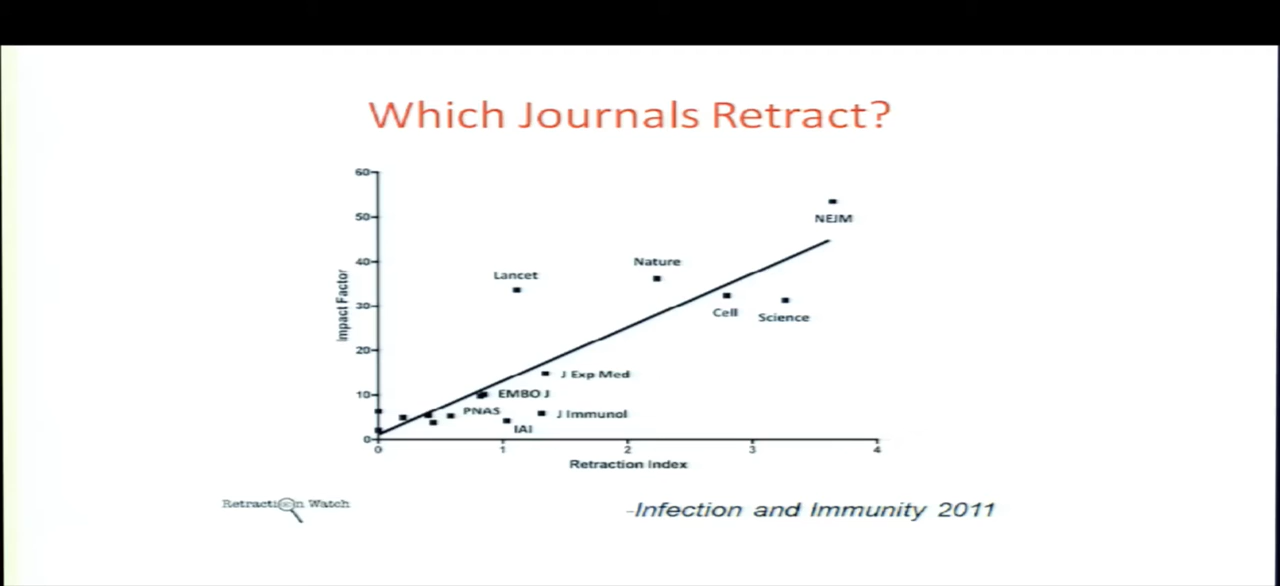 Which Journals Retract?
60
50
40
30
20
10
0
Impact Factor
NEJM
Nature
Lancet
Cell
Science
J Exp Med
EMBO J
PNAS
J Immunol
IAI
0 1 2 3 4
Retraction Index
Retraction Watch
-Infection and Immunity 2011